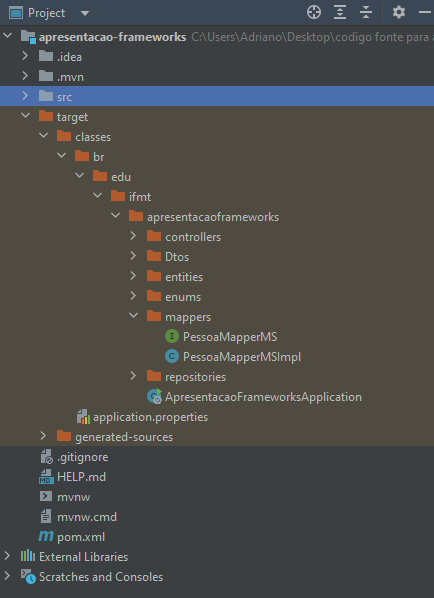 Project
apresentacao-frameworks C:\Users\Adriano\Desktop\codigo fonte para a
.idea
.mvn
src
target
classes
br
edu
ifmt
apresentacaoframeworks
controllers
Dtos
entities
enums
mappers
I PessoaMapperMS
C PessoaMapperMSImpl
repositories
ApresentacaoFrameworksApplication
application.properties
generated-sources
.gitignore
MD HELP.md
mvnw
mvnw.cmd
m pom.xml
External Libraries
Scratches and Consoles